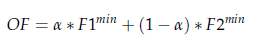 OF = α ∗ F1^{min} + (1 − α) ∗ F2^{min}